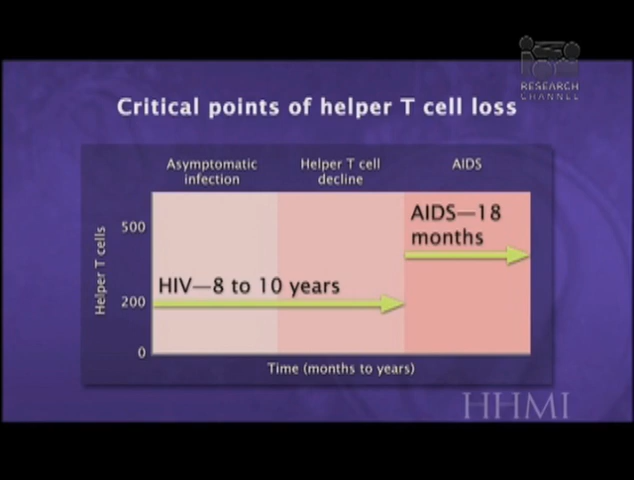 RESEARCH
CHANNEL
Critical points of helper T cell loss
Asymptomatic
infection
Helper T cell
decline
AIDS
Helper T cells
500
200
0
AIDS—18
months
HIV—8 to 10 years
Time (months to years)
HHMI